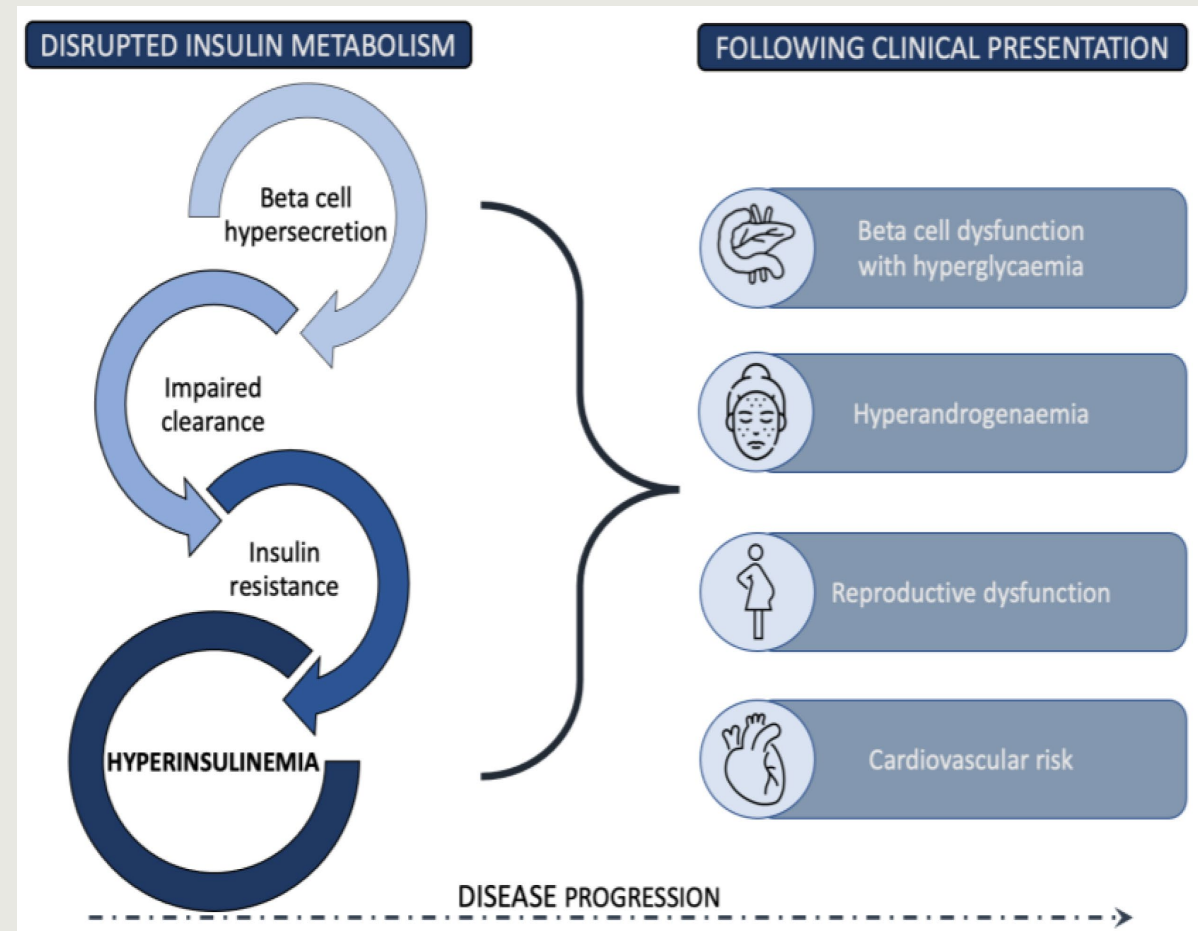 DISRUPTED INSULIN METABOLISM
Beta cell
hypersecretion
Impaired
clearance
Insulin
resistance
HYPERINSULINEMIA
FOLLOWING CLINICAL PRESENTATION
Beta cell dysfunction
with hyperglycaemia
Hyperandrogenaemia
Reproductive dysfunction
Cardiovascular risk
DISEASE PROGRESSION